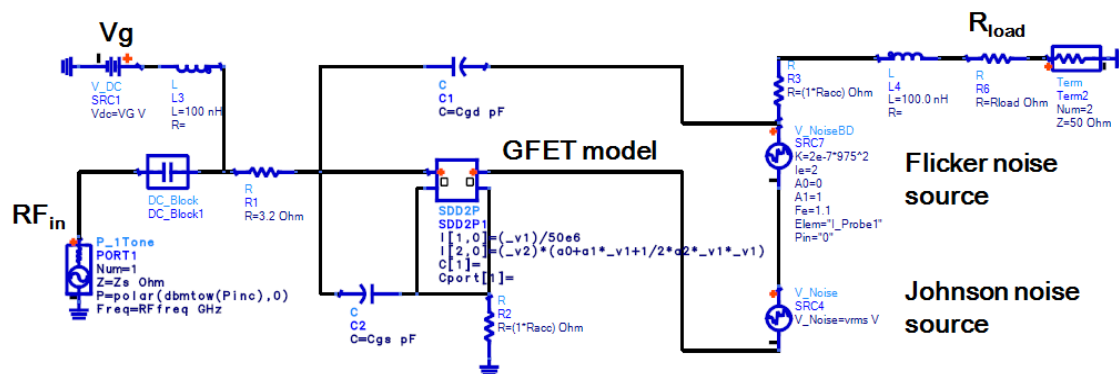 Vg
V_DC
SRC1
Vdc=VG V
L
L3
L=100 nH
R=
DC_Block
DC_Block1
R
R1
R=3.2 Ohm
RFin
P_1Tone
PORT1
Num=1
Z=Zs Ohm
P=polar(dbmtow(Pinc),0)
Freq=RFfreq GHz
C
C1
C=Cgd pF
GFET model
SDD2P
SDD2P1
I[1,0]=(_v1)/50e6
I[2,0]=(_v2)*(a0+a1*_v1+1/2*a2*_v1*_v1)
C[1]=
Cport[1]=
C
C2
C=Cgs pF
R
R2
R=(1*Racc) Ohm
R
R3
R=(1*Racc) Ohm
L
L4
L=100.0 nH
R=
Rload
R
R6
R=Rload Ohm
Term
Term2
Num=2
Z=50 Ohm
V_NoiseBD
SRC7
K=2e-7*975^2
Ie=2
A0=0
A1=1
Fe=1.1
Elem="I_Probe1"
Pin="0"
Flicker noise
source
V_Noise
SRC4
V_Noise=vrms V
Johnson noise
source